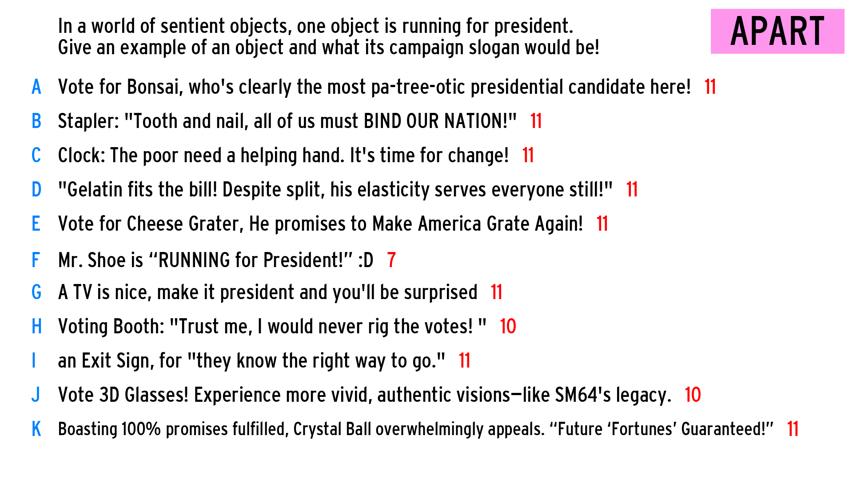 In a world of sentient objects, one object is running for president.
Give an example of an object and what its campaign slogan would be!
APART
A Vote for Bonsai, who's clearly the most pa-tree-otic presidential candidate here! 11
B Stapler: "Tooth and nail, all of us must BIND OUR NATION!" 11
C Clock: The poor need a helping hand. It's time for change! 11
D "Gelatin fits the bill! Despite split, his elasticity serves everyone still!" 11
E Vote for Cheese Grater, He promises to Make America Grate Again! 11
F Mr. Shoe is “RUNNING for President!” :D 7
G A TV is nice, make it president and you'll be surprised 11
H Voting Booth: "Trust me, I would never rig the votes! " 10
I an Exit Sign, for "they know the right way to go." 11
J Vote 3D Glasses! Experience more vivid, authentic visions—like SM64's legacy. 10
K Boasting 100% promises fulfilled, Crystal Ball overwhelmingly appeals. “Future ‘Fortunes’ Guaranteed!” 11